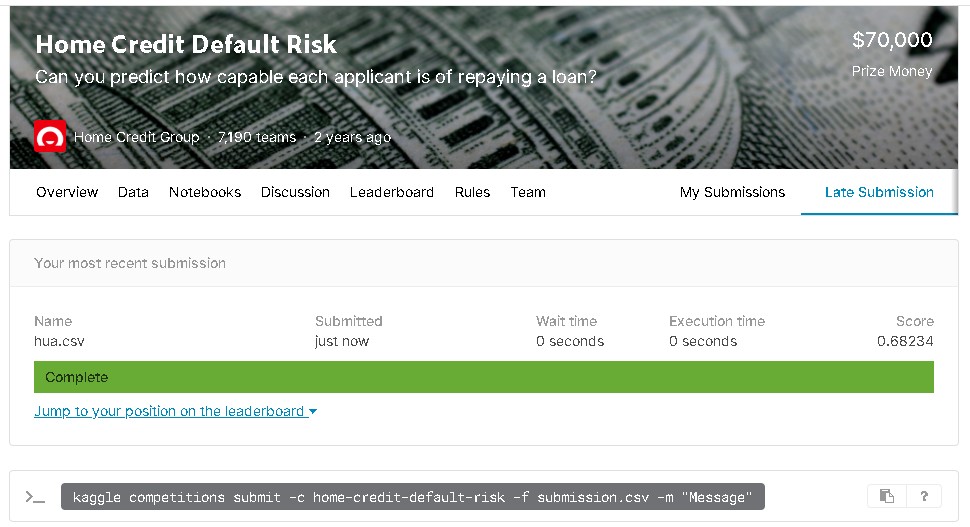 Home Credit Default Risk
$70,000
Can you predict how capable each applicant is of repaying a loan?
Prize Money
Home Credit Group · 7,190 teams · 2 years ago
Overview Data Notebooks Discussion Leaderboard Rules Team My Submissions Late Submission
Your most recent submission
Name Submitted Wait time Execution time Score
hua.csv just now 0 seconds 0 seconds 0.68234
Complete
Jump to your position on the leaderboard
>_ kaggle competitions submit -c home-credit-default-risk -f submission.csv -m "Message" ?